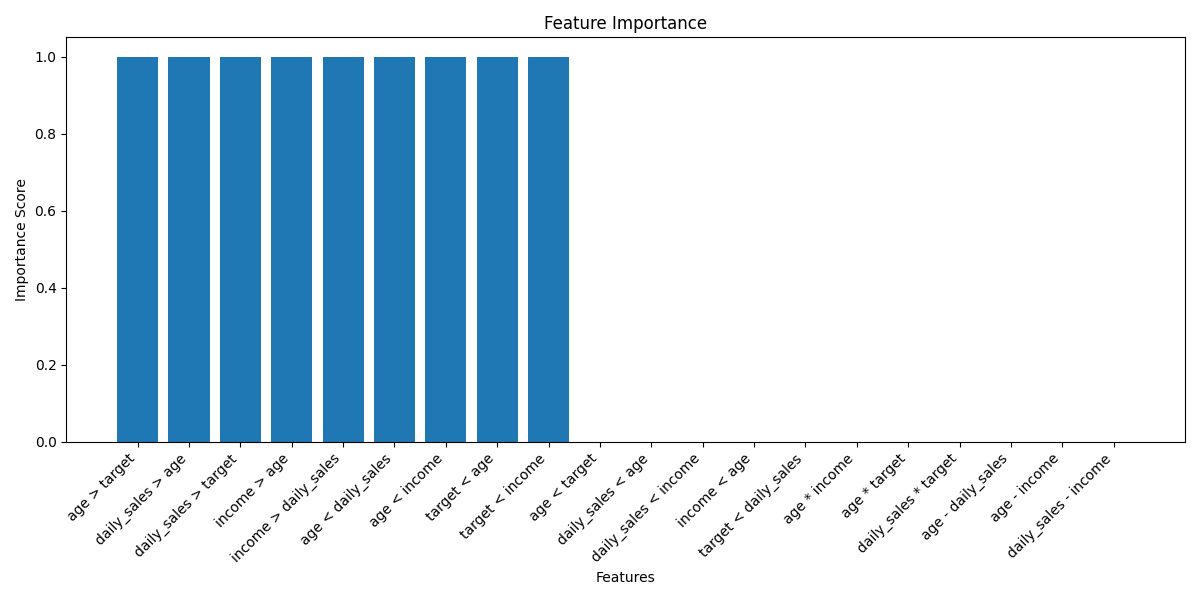 Feature Importance
1.0
0.8
0.6
0.4
0.2
0.0
Importance Score
age > target
daily_sales > age
daily_sales > target
income > age
income > daily_sales
age < daily_sales
age < income
target < age
target < income
age < target
daily_sales < age
daily_sales < income
income < age
target < daily_sales
age * income
age * target
daily_sales * target
age - daily_sales
age - income
daily_sales - income
Features